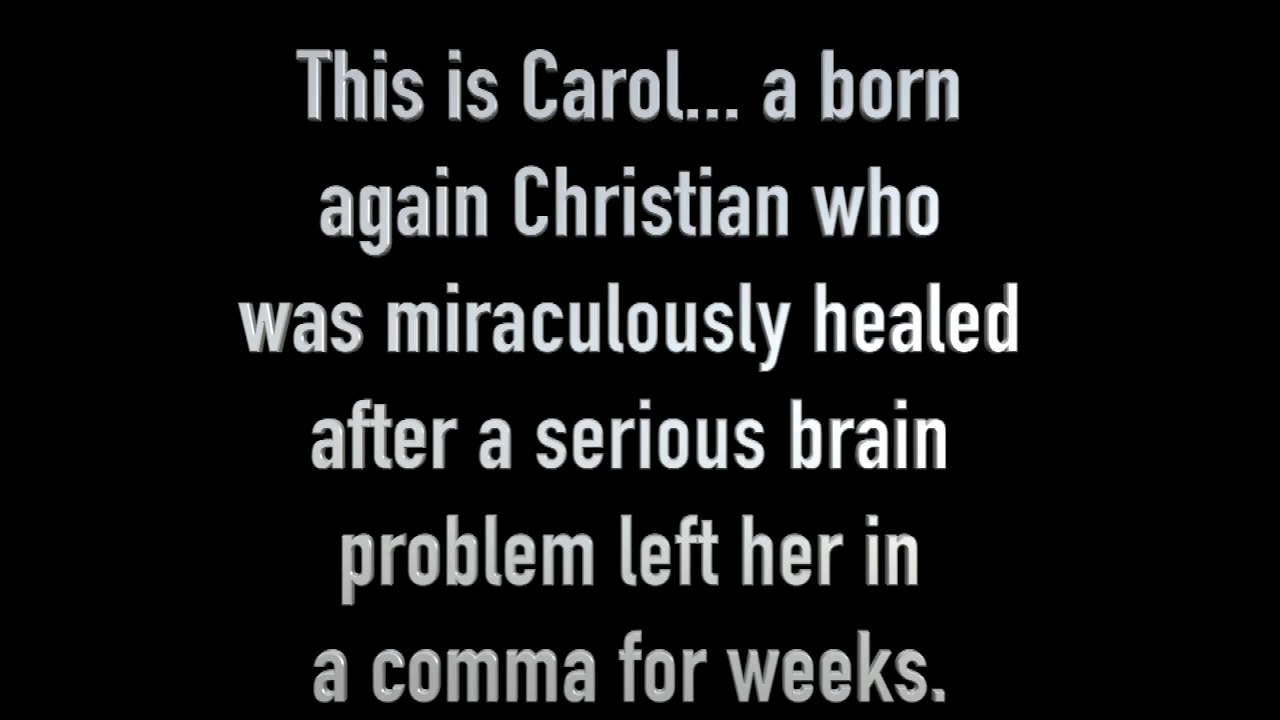 This is Carol... a born
again Christian who
was miraculously healed
after a serious brain
problem left her in
a comma for weeks.